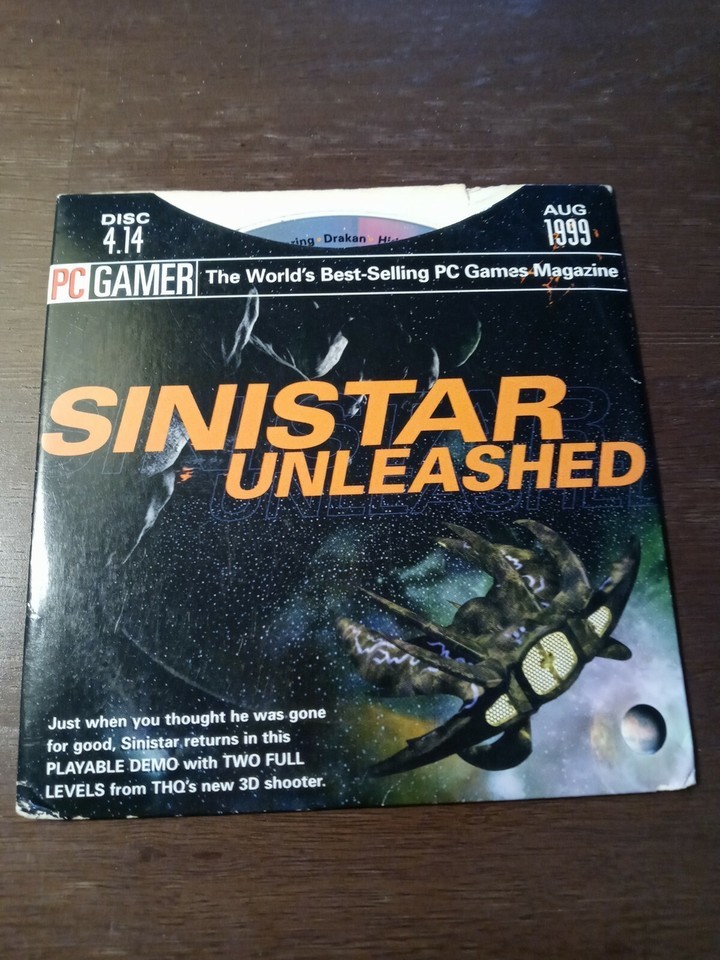 DISC
4.14
AUG
1999
Drakan
PC GAMER The World's Best-Selling PC Games Magazine
SINISTAR
UNLEASHED
Just when you thought he was gone
for good, Sinistar returns in this
PLAYABLE DEMO with TWO FULL
LEVELS from THQ's new 3D shooter.